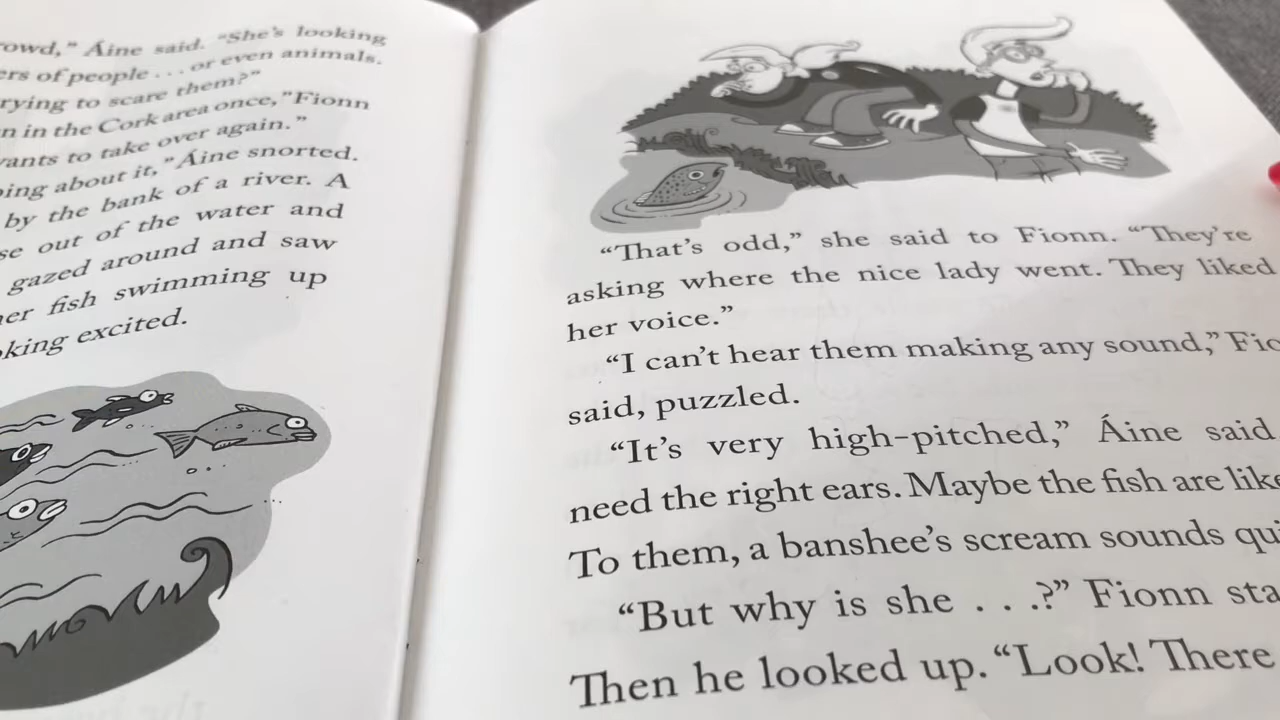 rowd,” Áine said. “She’s looking
ers of people . . . or even animals.
rying to scare them?”
n in the Cork area once,” Fionn
vants to take over again.”
ing about it,” Áine snorted.
by the bank of a river. A
se out of the water and
gazed around and saw
er fish swimming up
king excited.
“That’s odd,” she said to Fionn. “They’re
asking where the nice lady went. They liked
her voice.”
“I can’t hear them making any sound,” Fio
said, puzzled.
“It’s very high-pitched,” Áine said
need the right ears. Maybe the fish are like
To them, a banshee’s scream sounds qui
“But why is she . . .?” Fionn sta
Then he looked up. “Look! There